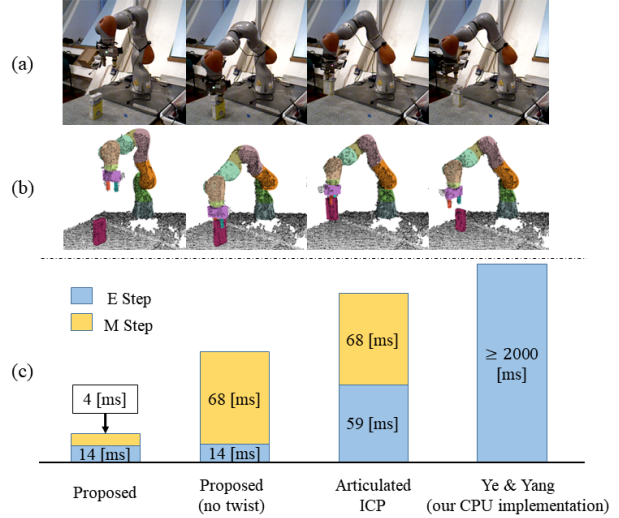 (a)
(b)
E Step
M Step
(c)
4 [ms]
14 [ms]
68 [ms]
14 [ms]
68 [ms]
59 [ms]
≥ 2000
[ms]
Proposed
Proposed
(no twist)
Articulated
ICP
Ye & Yang
(our CPU implementation)